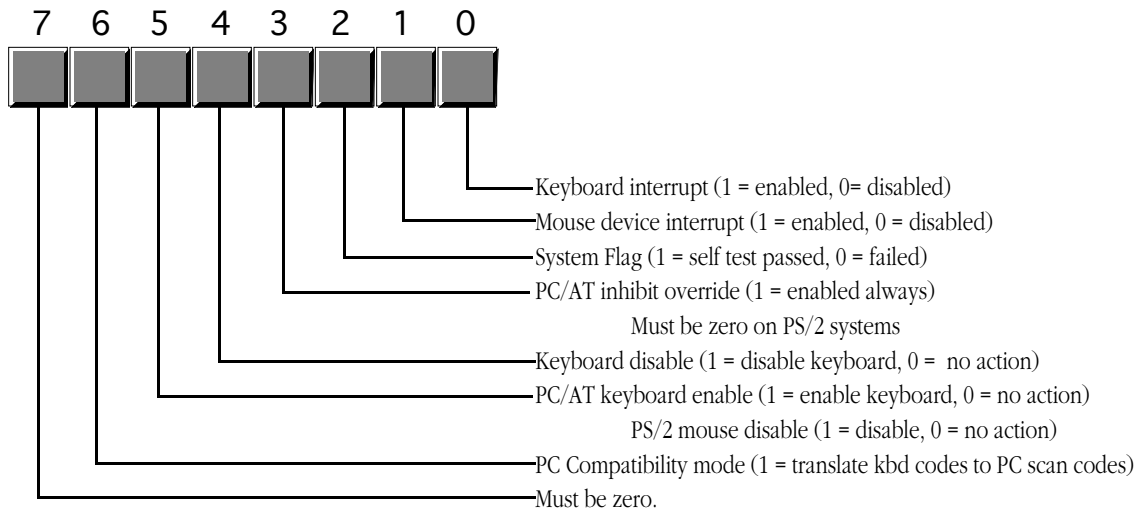 7 6 5 4 3 2 1 0
Keyboard interrupt (1 = enabled, 0= disabled)
Mouse device interrupt (1 = enabled, 0 = disabled)
System Flag (1 = self test passed, 0 = failed)
PC/AT inhibit override (1 = enabled always)
Must be zero on PS/2 systems
Keyboard disable (1 = disable keyboard, 0 = no action)
PC/AT keyboard enable (1 = enable keyboard, 0 = no action)
PS/2 mouse disable (1 = disable, 0 = no action)
PC Compatibility mode (1 = translate kbd codes to PC scan codes)
Must be zero.